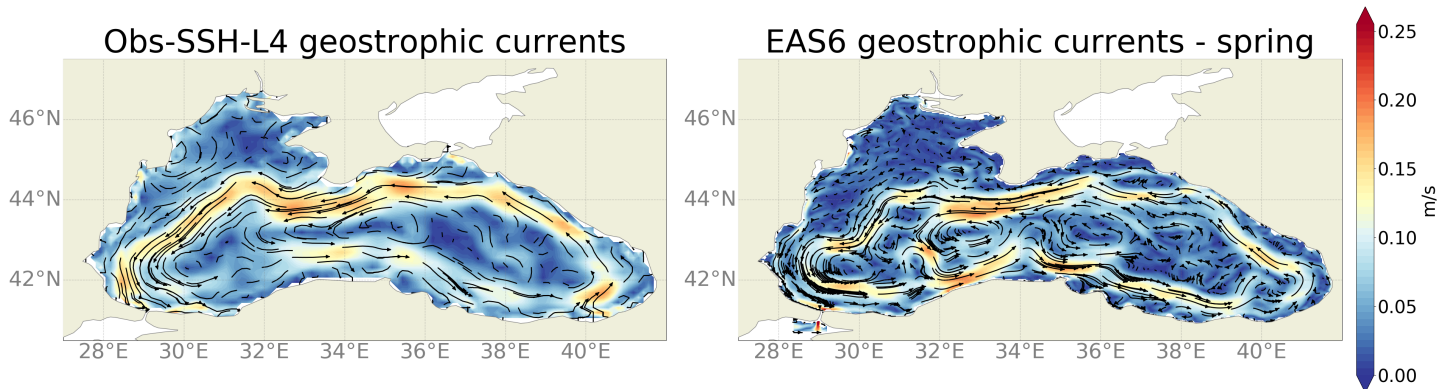 Obs-SSH-L4 geostrophic currents
46°N
44°N
42°N
28°E 30°E 32°E 34°E 36°E 38°E 40°E
EAS6 geostrophic currents - spring
46°N
44°N
42°N
28°E 30°E 32°E 34°E 36°E 38°E 40°E
0.25
0.20
0.15
0.10
0.05
0.00
m/s